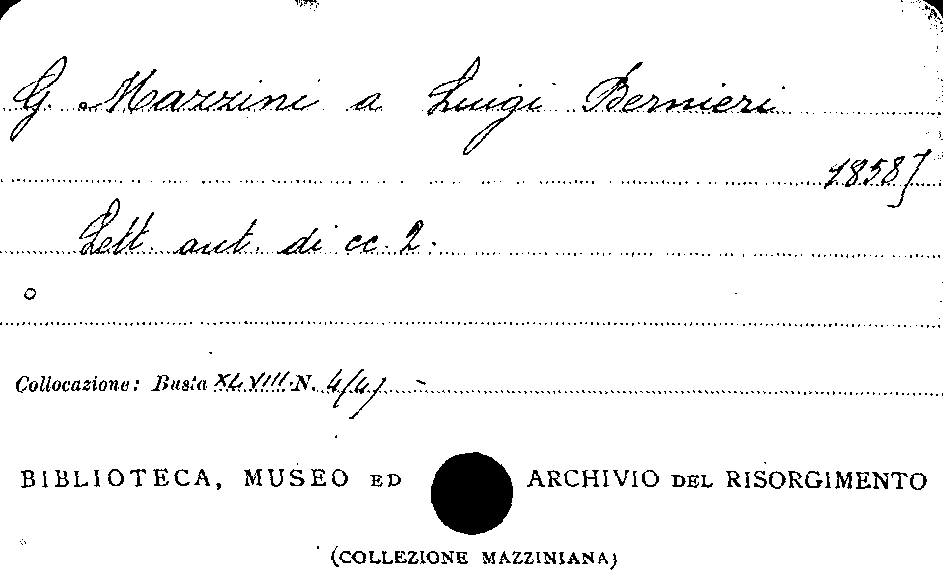 G. Mazzini a Luigi Bernieri
1858]
Lett. aut. di cc. 2.
Collocazione: Busta XLVIII N. 4/4) -
BIBLIOTECA, MUSEO ED ARCHIVIO DEL RISORGIMENTO
(COLLEZIONE MAZZINIANA)